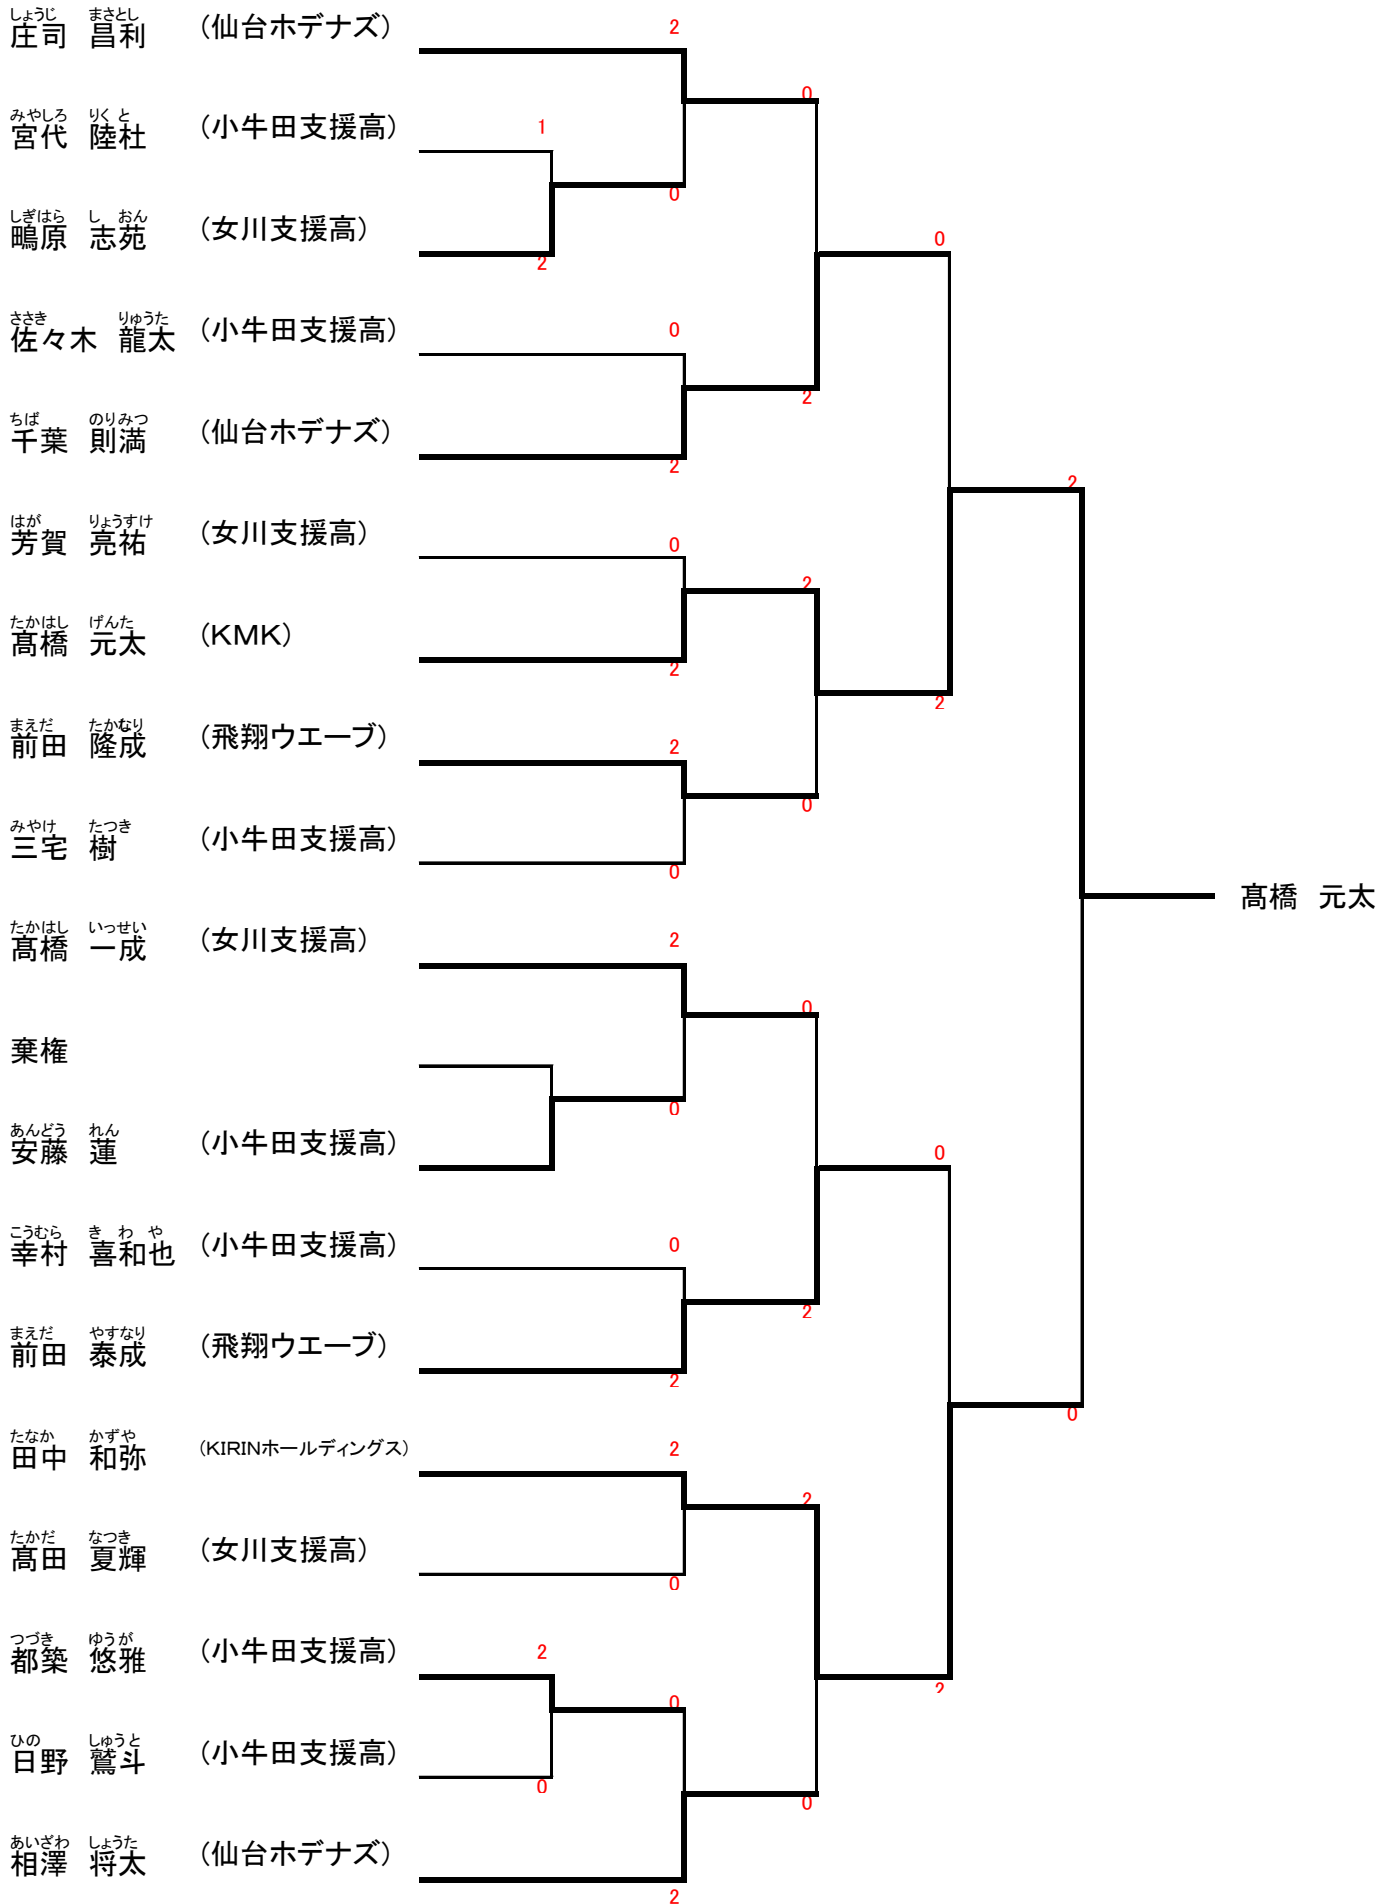 しょうじ まさとし
庄司 昌利 (仙台ホデナズ) 2
0
みやしろ りくと
宮代 陸杜 (小牛田支援高) 1
0
しぎはら し おん
鴫原 志苑 (女川支援高)
2
0
ささき りゅうた
佐々木 龍太 (小牛田支援高) 0
2
ちば のりみつ
千葉 則満 (仙台ホデナズ)
2
2
はが りょうすけ
芳賀 亮祐 (女川支援高) 0
2
たかはし げんた
髙橋 元太 (KMK)
2
2
まえだ たかなり
前田 隆成 (飛翔ウエーブ) 2
0
みやけ たつき
三宅 樹 (小牛田支援高)
0
髙橋 元太
たかはし いっせい
髙橋 一成 (女川支援高) 2
0
棄権
0
あんどう れん
安藤 蓮 (小牛田支援高)
0
こうむら き わ や
幸村 喜和也 (小牛田支援高) 0
2
まえだ やすなり
前田 泰成 (飛翔ウエーブ)
2
0
たなか かずや
田中 和弥 (KIRINホールディングス) 2
2
たかだ なつき
髙田 夏輝 (女川支援高)
0
つづき ゆうが
都築 悠雅 (小牛田支援高) 2
2
0
ひの しゅうと
日野 鷲斗 (小牛田支援高)
0
0
あいざわ しょうた
相澤 将太 (仙台ホデナズ)
2